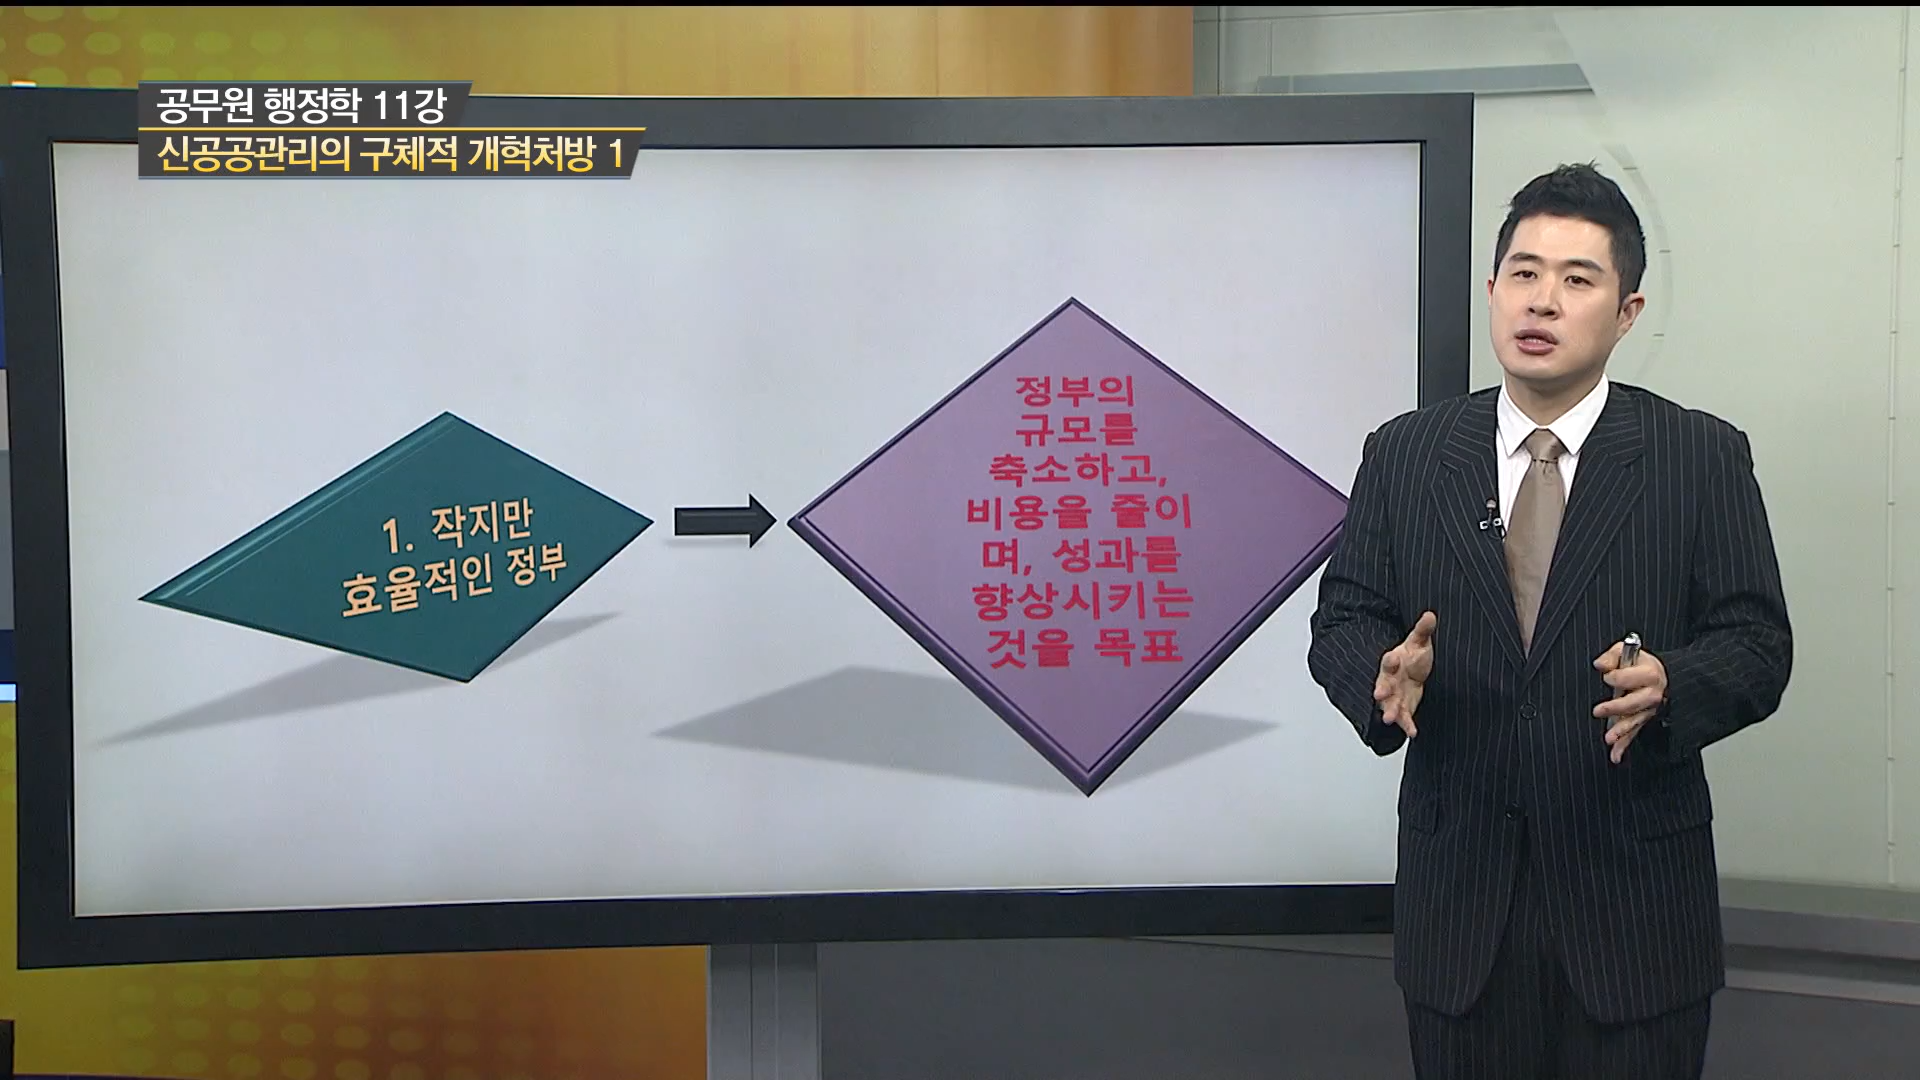 공무원 행정학 11강
신공공관리의 구체적 개혁처방 1
1. 작지만
효율적인 정부
정부의
규모를
축소하고,
비용을 줄이
며, 성과를
향상시키는
것을 목표